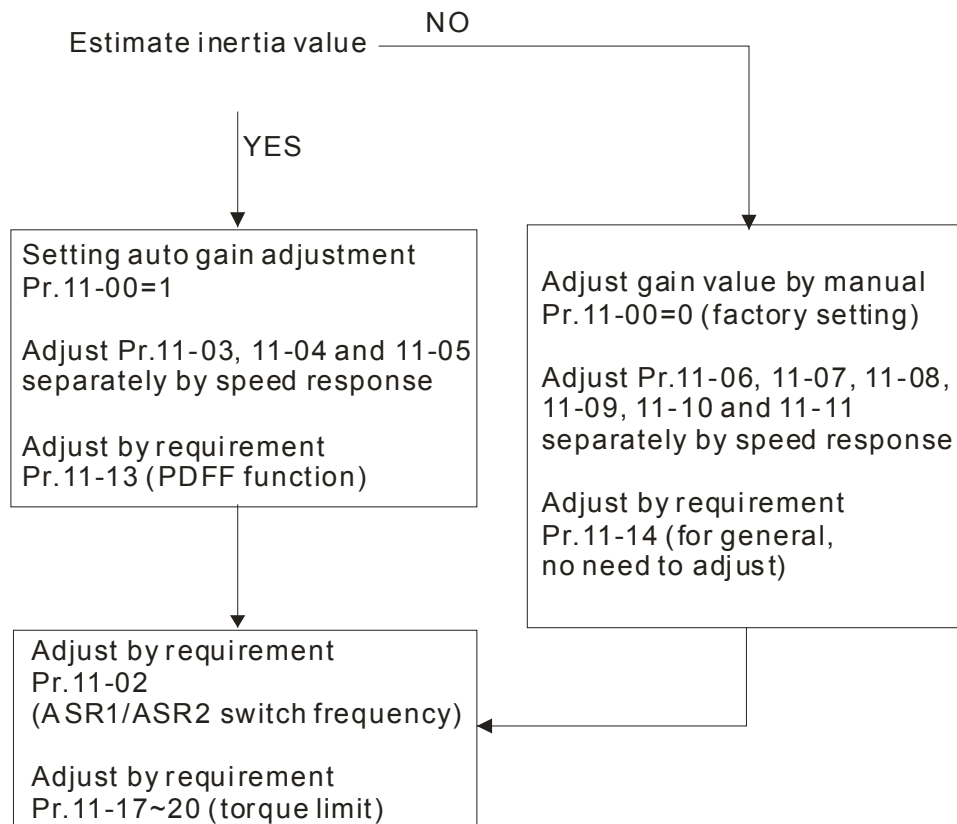 Estimate inertia value
NO
YES
Setting auto gain adjustment
Pr.11-00=1
Adjust Pr.11-03, 11-04 and 11-05
separately by speed response
Adjust by requirement
Pr.11-13 (PDFF function)
Adjust gain value by manual
Pr.11-00=0 (factory setting)
Adjust Pr.11-06, 11-07, 11-08,
11-09, 11-10 and 11-11
separately by speed response
Adjust by requirement
Pr.11-14 (for general,
no need to adjust)
Adjust by requirement
Pr.11-02
(ASR1/ASR2 switch frequency)
Adjust by requirement
Pr.11-17~20 (torque limit)